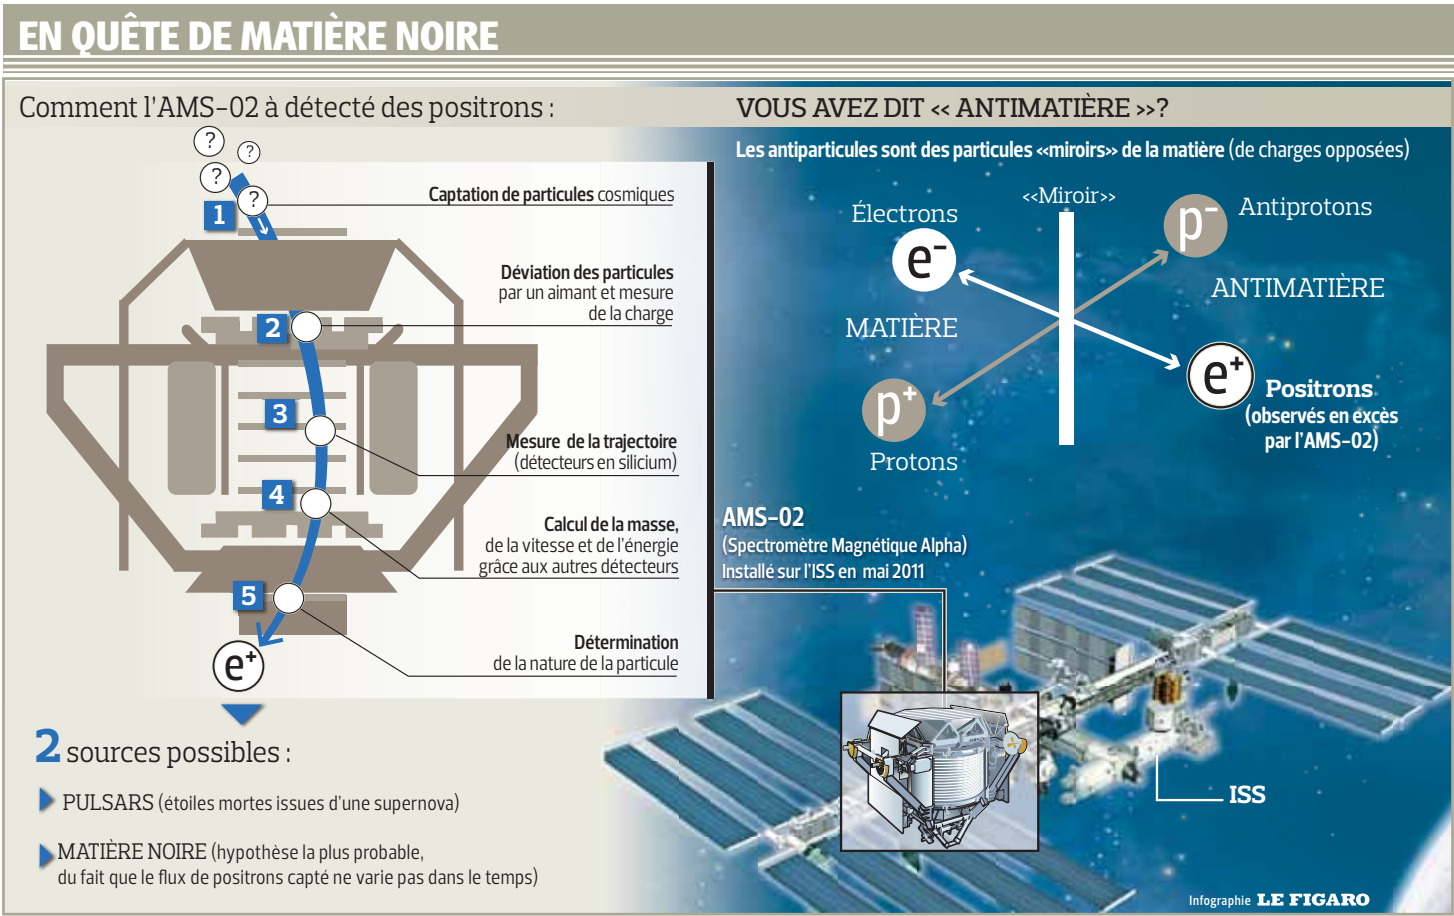 EN QUÊTE DE MATIÈRE NOIRE
Comment l'AMS-02 à détecté des positrons :
?
?
?
?
1
Captation de particules cosmiques
Déviation des particules
par un aimant et mesure
de la charge
2
3
Mesure de la trajectoire
(détecteurs en silicium)
4
Calcul de la masse,
de la vitesse et de l'énergie
grâce aux autres détecteurs
5
Détermination
de la nature de la particule
e+
2 sources possibles :
PULSARS (étoiles mortes issues d'une supernova)
MATIÈRE NOIRE (hypothèse la plus probable,
du fait que le flux de positrons capté ne varie pas dans le temps)
VOUS AVEZ DIT << ANTIMATIÈRE >>?
Les antiparticules sont des particules «miroirs» de la matière (de charges opposées)
<<Miroir>>
Électrons
e-
p-
Antiprotons
MATIÈRE
ANTIMATIÈRE
p+
Protons
e+
Positrons
(observés en excès
par l'AMS-02)
AMS-02
(Spectromètre Magnétique Alpha)
Installé sur l'ISS en mai 2011
ISS
Infographie LE FIGARO